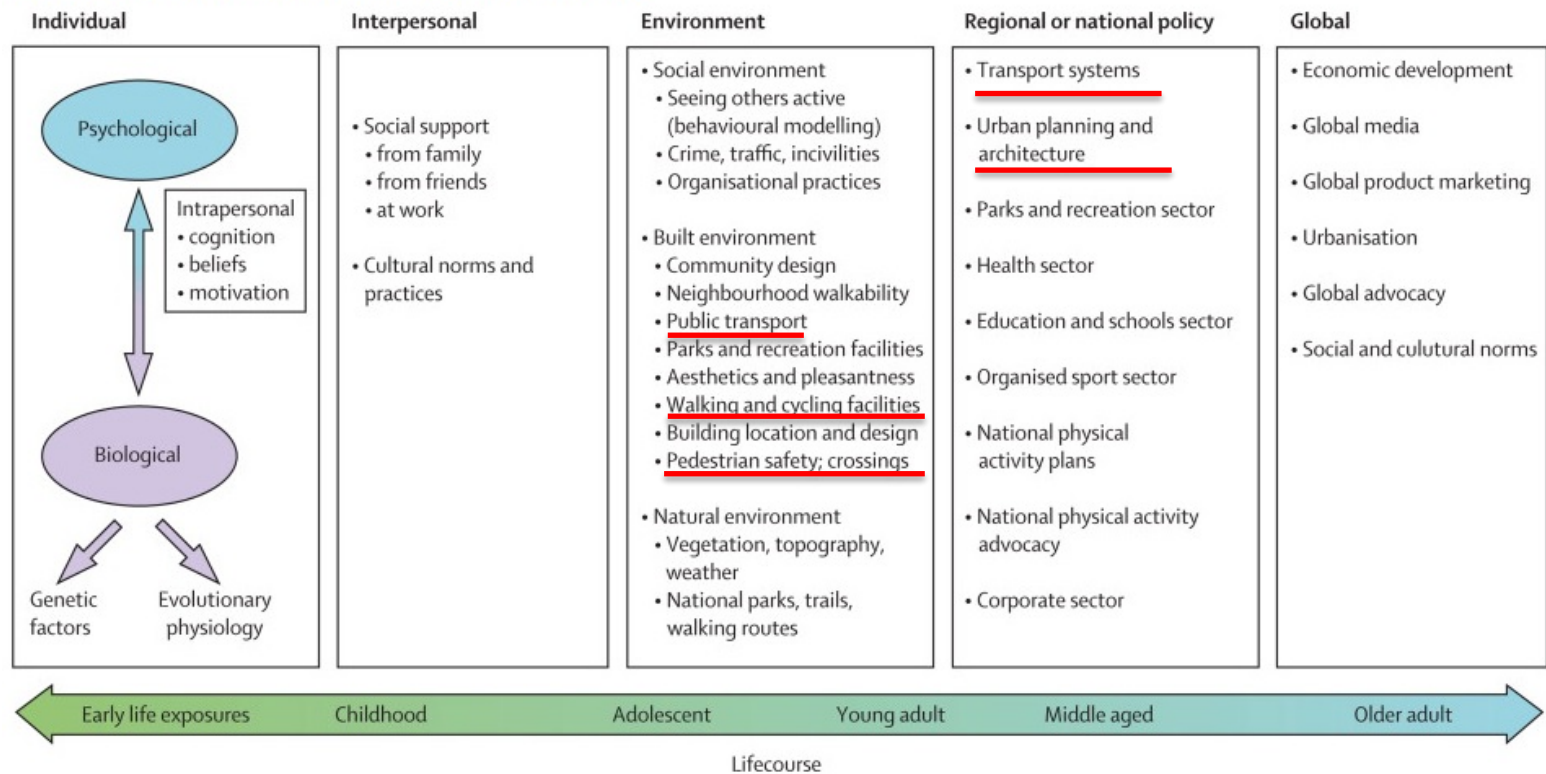 Individual
Psychological
Intrapersonal
• cognition
• beliefs
• motivation
Biological
Genetic
factors
Evolutionary
physiology
Interpersonal
• Social support
• from family
• from friends
• at work
• Cultural norms and
practices
Environment
• Social environment
• Seeing others active
(behavioural modelling)
• Crime, traffic, incivilities
• Organisational practices
• Built environment
• Community design
• Neighbourhood walkability
• Public transport
• Parks and recreation facilities
• Aesthetics and pleasantness
• Walking and cycling facilities
• Building location and design
• Pedestrian safety; crossings
• Natural environment
• Vegetation, topography,
weather
• National parks, trails,
walking routes
Regional or national policy
• Transport systems
• Urban planning and
architecture
• Parks and recreation sector
• Health sector
• Education and schools sector
• Organised sport sector
• National physical
activity plans
• National physical activity
advocacy
• Corporate sector
Global
• Economic development
• Global media
• Global product marketing
• Urbanisation
• Global advocacy
• Social and culutural norms
Early life exposures
Childhood
Adolescent
Young adult
Middle aged
Older adult
Lifecourse